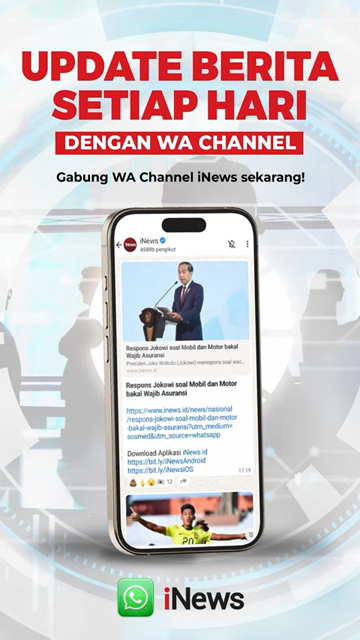 UPDATE BERITA
SETIAP HARI
DENGAN WA CHANNEL
Gabung WA Channel iNews sekarang!
iNews
458Rb pengikut
Respons Jokowi soal Mobil dan Motor bakal
Wajib Asuransi
Presiden Joko Widodo (Jokowi) merespons soal wac...
www.inews.id
Respons Jokowi soal Mobil dan Motor
bakal Wajib Asuransi
https://www.inews.id/news/nasional
/respons-jokowi-soal-mobil-dan-motor
-bakal-wajib-asuransi?utm_medium=
sosmed&utm_source=whatsapp
Download Aplikasi iNews.id
https://bit.ly/iNewsAndroid
https://bit.ly/iNewsiOS
12
17.19
20
iNews